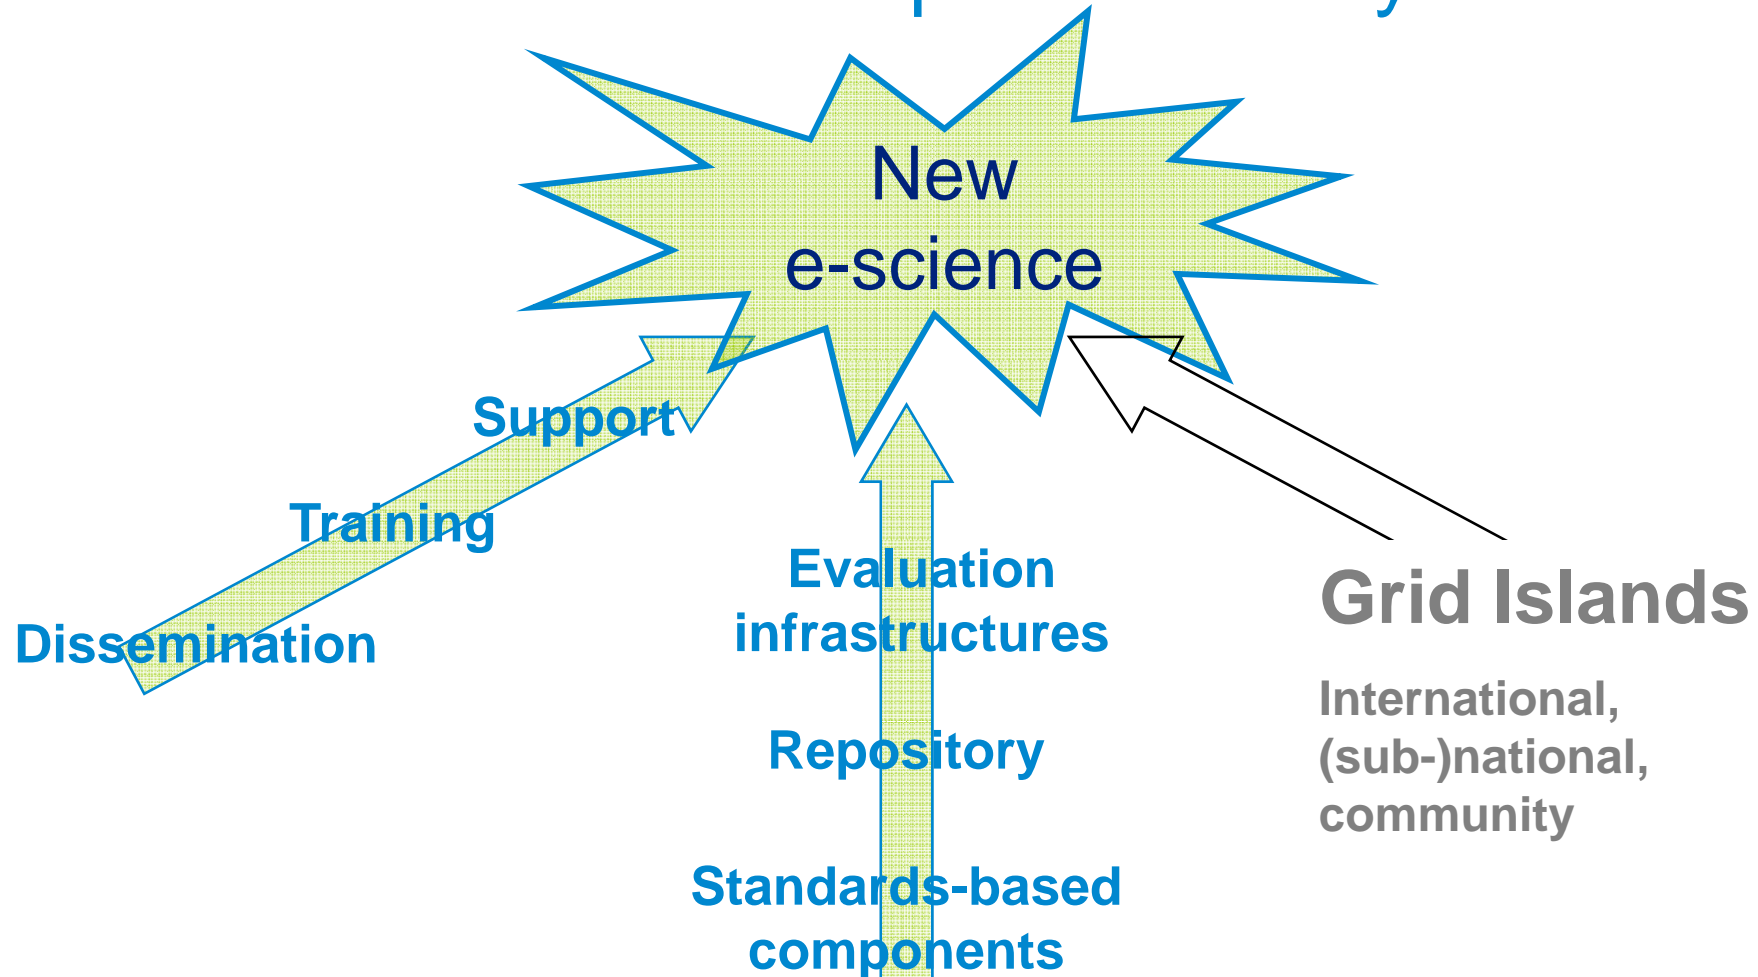 New
e-science
Support
Training
Dissemination
Evaluation
infrastructures
Repository
Standards-based
components
Grid Islands
International,
(sub-)national,
community